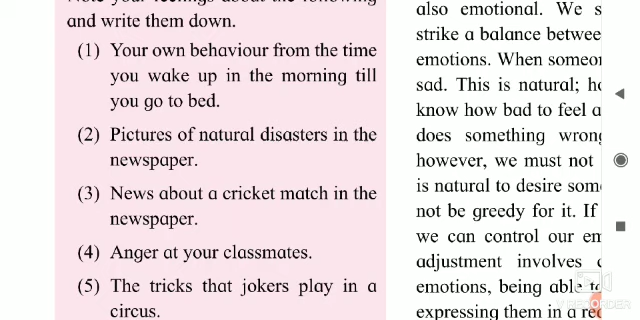 Note your feelings about the following
and write them down.
(1) Your own behaviour from the time
you wake up in the morning till
you go to bed.
(2) Pictures of natural disasters in the
newspaper.
(3) News about a cricket match in the
newspaper.
(4) Anger at your classmates.
(5) The tricks that jokers play in a
circus.
also emotional. We s
strike a balance betwee
emotions. When someon
sad. This is natural; ho
know how bad to feel a
does something wrong
however, we must not
is natural to desire som
not be greedy for it. If
we can control our em
adjustment involves c
emotions, being able to
expressing them in a
RECORDER